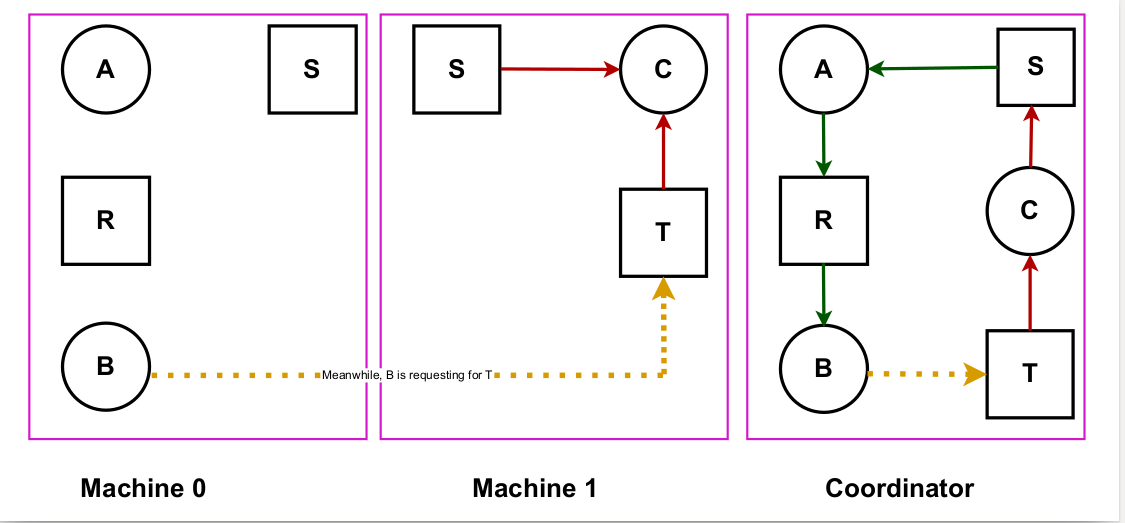 A
S
S
C
A
S
R
T
R
C
B
Meanwhile, B is requesting for T
B
T
Machine 0
Machine 1
Coordinator